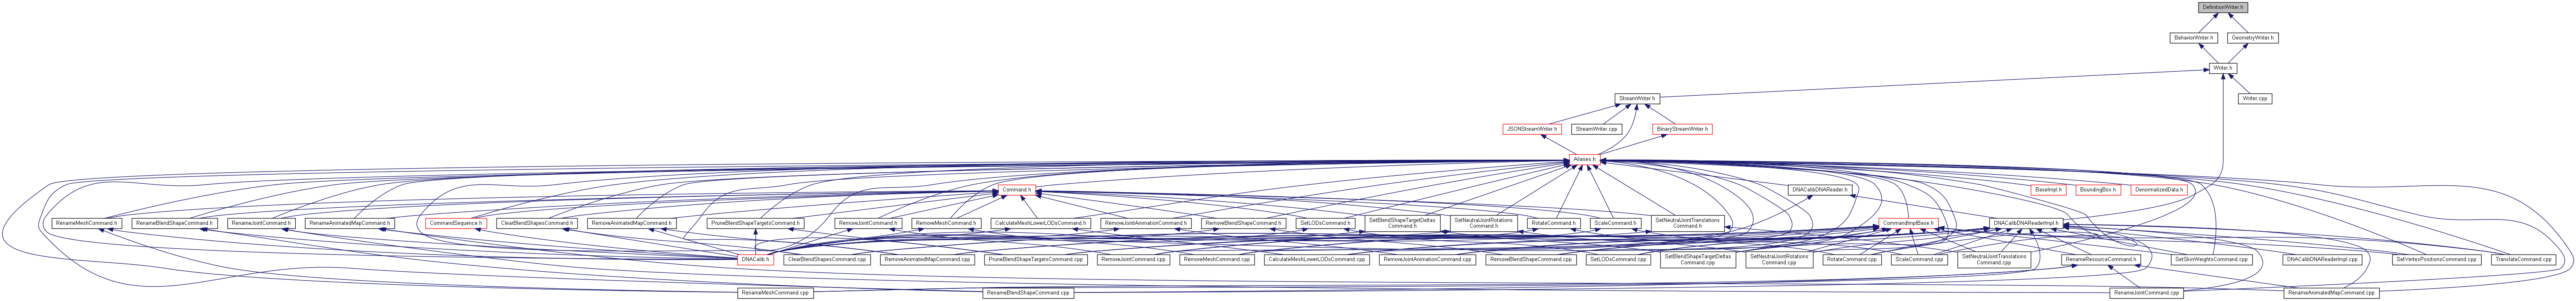 DefinitionWriter.h
BehaviorWriter.h
GeometryWriter.h
Writer.h
StreamWriter.h
Writer.cpp
JSONStreamWriter.h
StreamWriter.cpp
BinaryStreamWriter.h
Aliases.h
Command.h
DNACalibDNAReader.h
BaseImpl.h
BoundingBox.h
DenormalizedData.h
RenameMeshCommand.h
RenameBlendShapeCommand.h
RenameJointCommand.h
RenameAnimatedMapCommand.h
CommandSequence.h
ClearBlendShapesCommand.h
RemoveAnimatedMapCommand.h
PruneBlendShapeTargetsCommand.h
RemoveJointCommand.h
RemoveMeshCommand.h
CalculateMeshLowerLODsCommand.h
RemoveJointAnimationCommand.h
RemoveBlendShapeCommand.h
SetLODsCommand.h
SetBlendShapeTargetDeltas
Command.h
SetNeutralJointRotations
Command.h
RotateCommand.h
ScaleCommand.h
SetNeutralJointTranslations
Command.h
CommandImplBase.h
DNACalibDNAReaderImpl.h
DNACalib.h
ClearBlendShapesCommand.cpp
RemoveAnimatedMapCommand.cpp
PruneBlendShapeTargetsCommand.cpp
RemoveJointCommand.cpp
RemoveMeshCommand.cpp
CalculateMeshLowerLODsCommand.cpp
RemoveJointAnimationCommand.cpp
RemoveBlendShapeCommand.cpp
SetLODsCommand.cpp
SetBlendShapeTargetDeltas
Command.cpp
SetNeutralJointRotations
Command.cpp
RotateCommand.cpp
ScaleCommand.cpp
SetNeutralJointTranslations
Command.cpp
RenameResourceCommand.h
SetSkinWeightsCommand.cpp
DNACalibDNAReaderImpl.cpp
SetVertexPositionsCommand.cpp
TranslateCommand.cpp
RenameMeshCommand.cpp
RenameBlendShapeCommand.cpp
RenameJointCommand.cpp
RenameAnimatedMapCommand.cpp